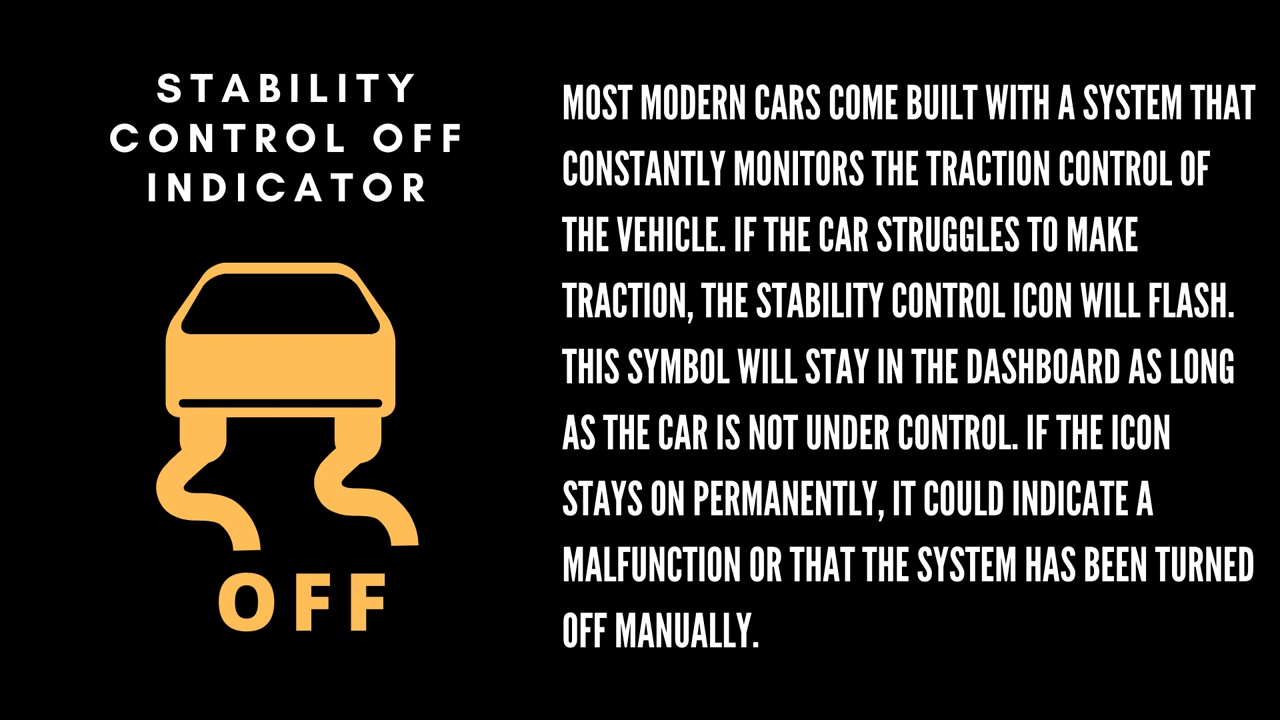 STABILITY
CONTROL OFF
INDICATOR
OFF
MOST MODERN CARS COME BUILT WITH A SYSTEM THAT
CONSTANTLY MONITORS THE TRACTION CONTROL OF
THE VEHICLE. IF THE CAR STRUGGLES TO MAKE
TRACTION, THE STABILITY CONTROL ICON WILL FLASH.
THIS SYMBOL WILL STAY IN THE DASHBOARD AS LONG
AS THE CAR IS NOT UNDER CONTROL. IF THE ICON
STAYS ON PERMANENTLY, IT COULD INDICATE A
MALFUNCTION OR THAT THE SYSTEM HAS BEEN TURNED
OFF MANUALLY.